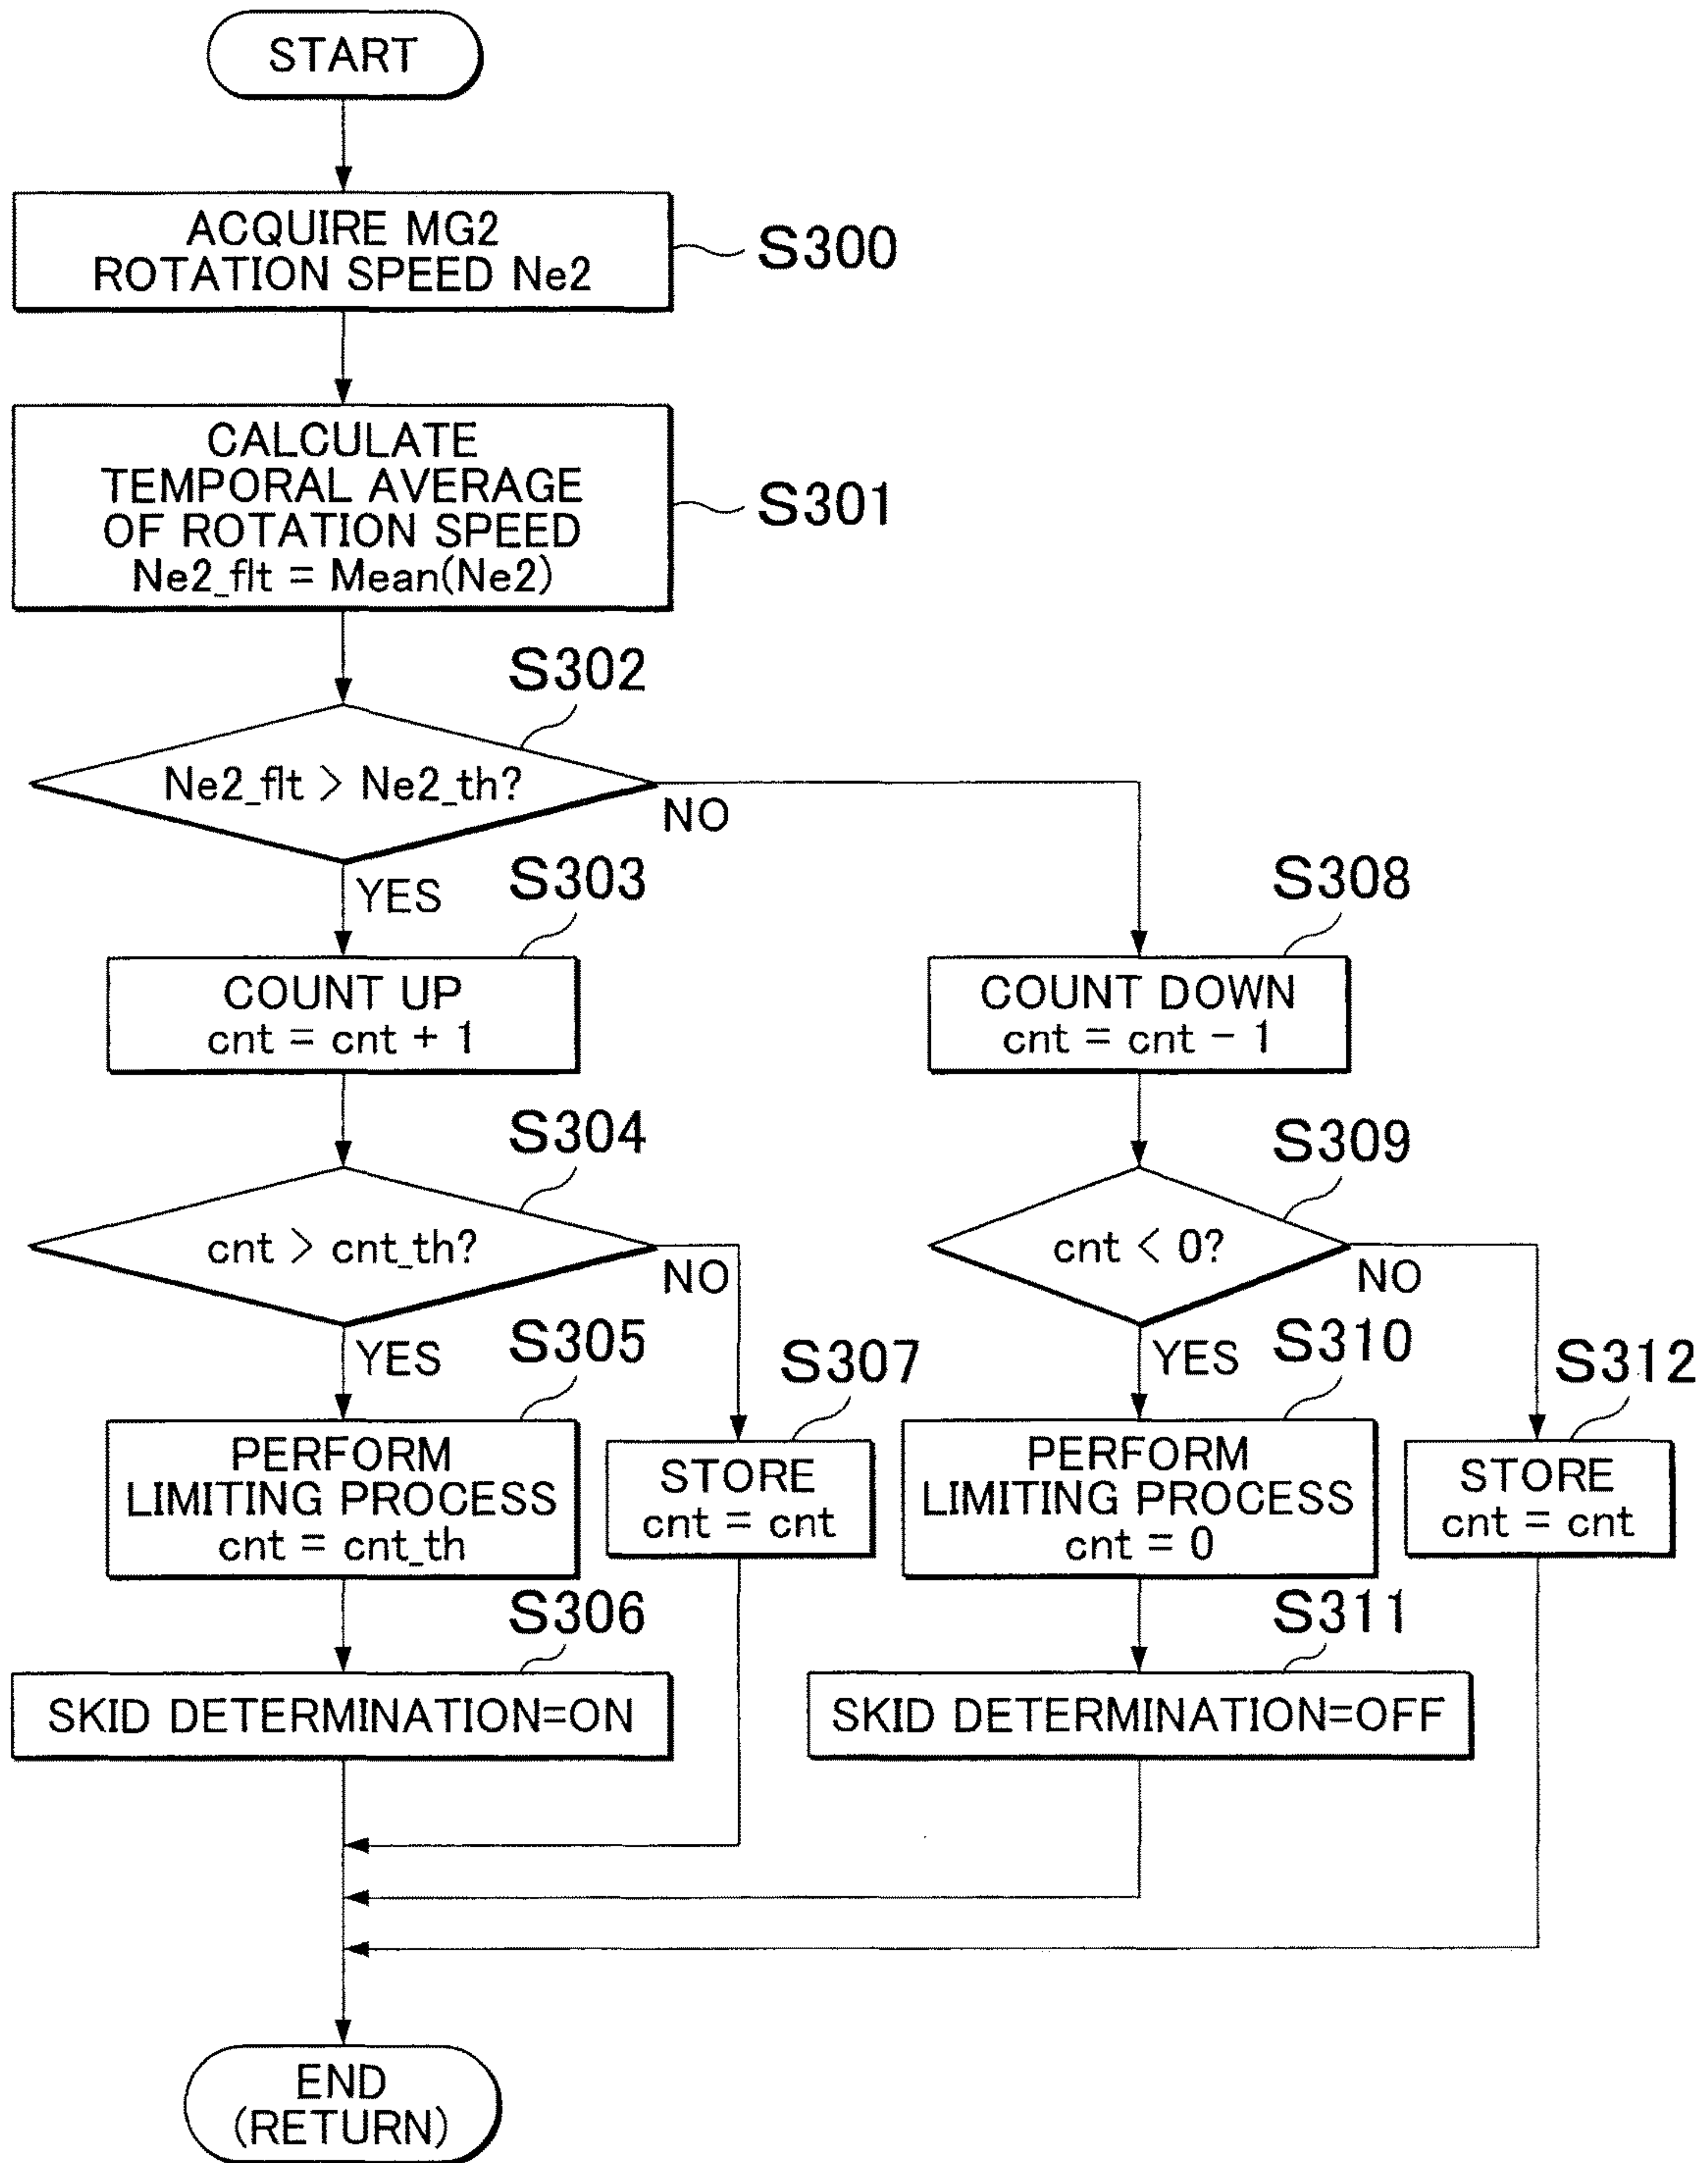 START
ACQUIRE MG2
ROTATION SPEED Ne2
S300
CALCULATE
TEMPORAL AVERAGE
OF ROTATION SPEED
Ne2_flt = Mean(Ne2)
S301
S302
Ne2_flt > Ne2_th?
NO
YES
S303
COUNT UP
cnt = cnt + 1
S308
COUNT DOWN
cnt = cnt - 1
S304
cnt > cnt_th?
NO
YES
S309
cnt < 0?
NO
YES
S305
PERFORM
LIMITING PROCESS
cnt = cnt_th
S307
STORE
cnt = cnt
S310
PERFORM
LIMITING PROCESS
cnt = 0
S312
STORE
cnt = cnt
S306
SKID DETERMINATION=ON
S311
SKID DETERMINATION=OFF
END
(RETURN)